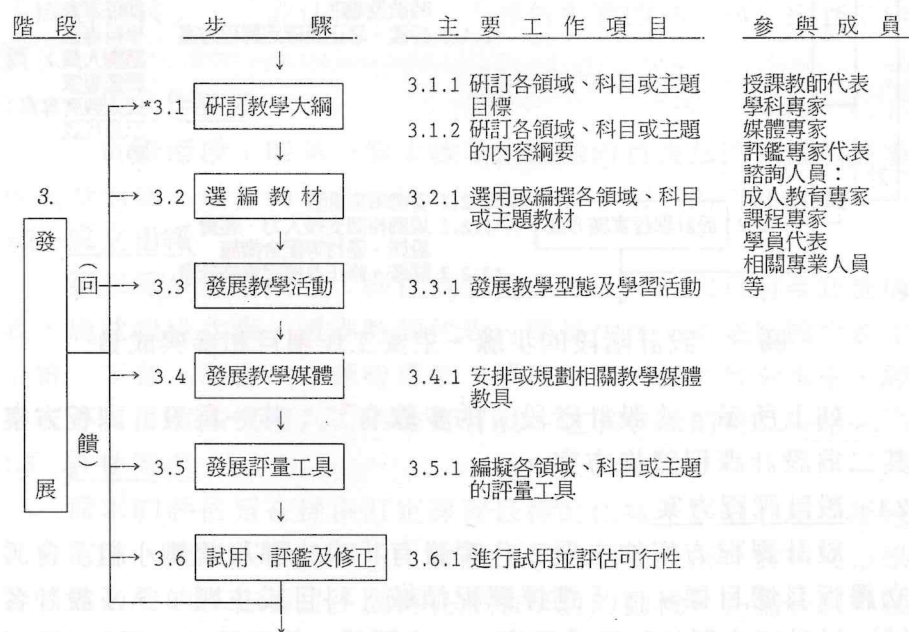 階段 步驟 主要工作項目 參與成員
*3.1 研訂教學大綱
3.1.1 研訂各領域、科目或主題
目標
3.1.2 研訂各領域、科目或主題
的內容綱要
授課教師代表
學科專家
媒體專家
評鑑專家代表
諮詢人員：
成人教育專家
課程專家
學員代表
相關專業人員
等
3.
發展
（回饋）
3.2 選編教材
3.2.1 選用或編撰各領域、科目
或主題教材
3.3 發展教學活動
3.3.1 發展教學型態及學習活動
3.4 發展教學媒體
3.4.1 安排或規劃相關教學媒體
教具
3.5 發展評量工具
3.5.1 編擬各領域、科目或主題
的評量工具
3.6 試用、評鑑及修正
3.6.1 進行試用並評估可行性